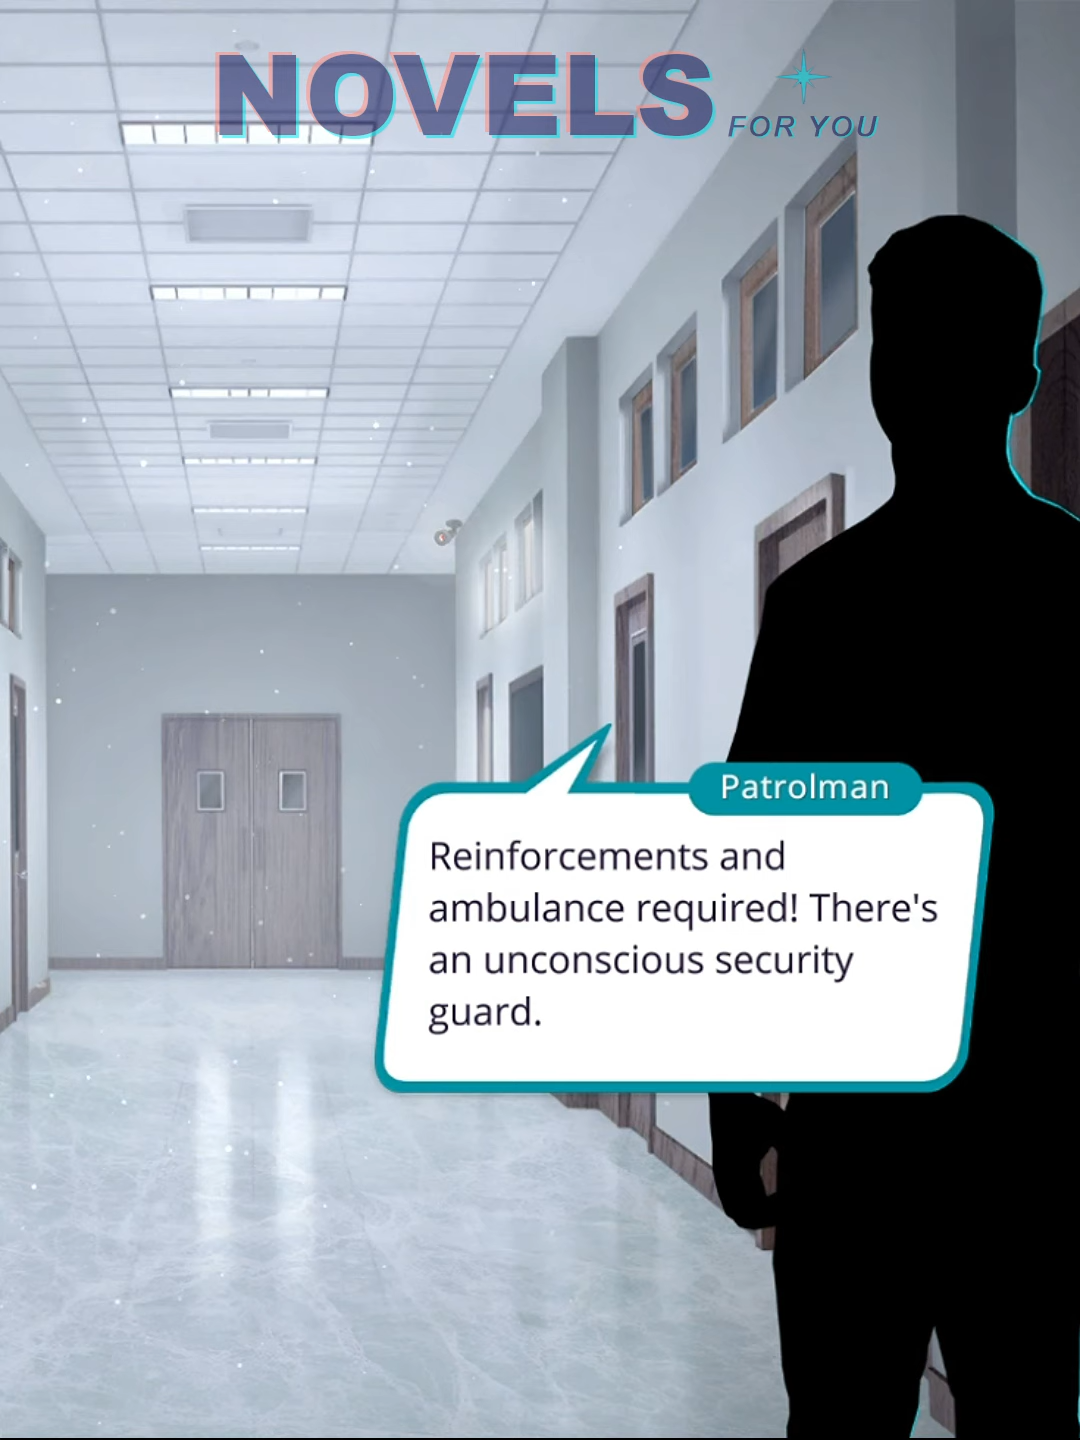 NOVELS
FOR YOU
Patrolman
Reinforcements and
ambulance required! There's
an unconscious security
guard.